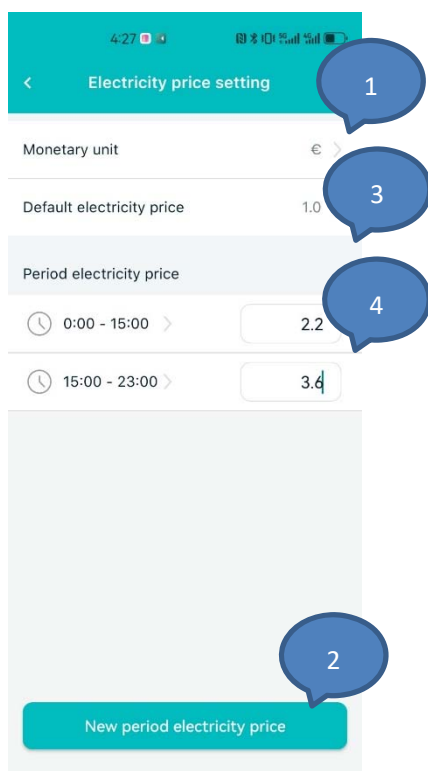 4:27
< Electricity price setting
1
Monetary unit € >
3
Default electricity price 1.0
Period electricity price
4
0:00 - 15:00 > 2.2
15:00 - 23:00 > 3.6
2
New period electricity price